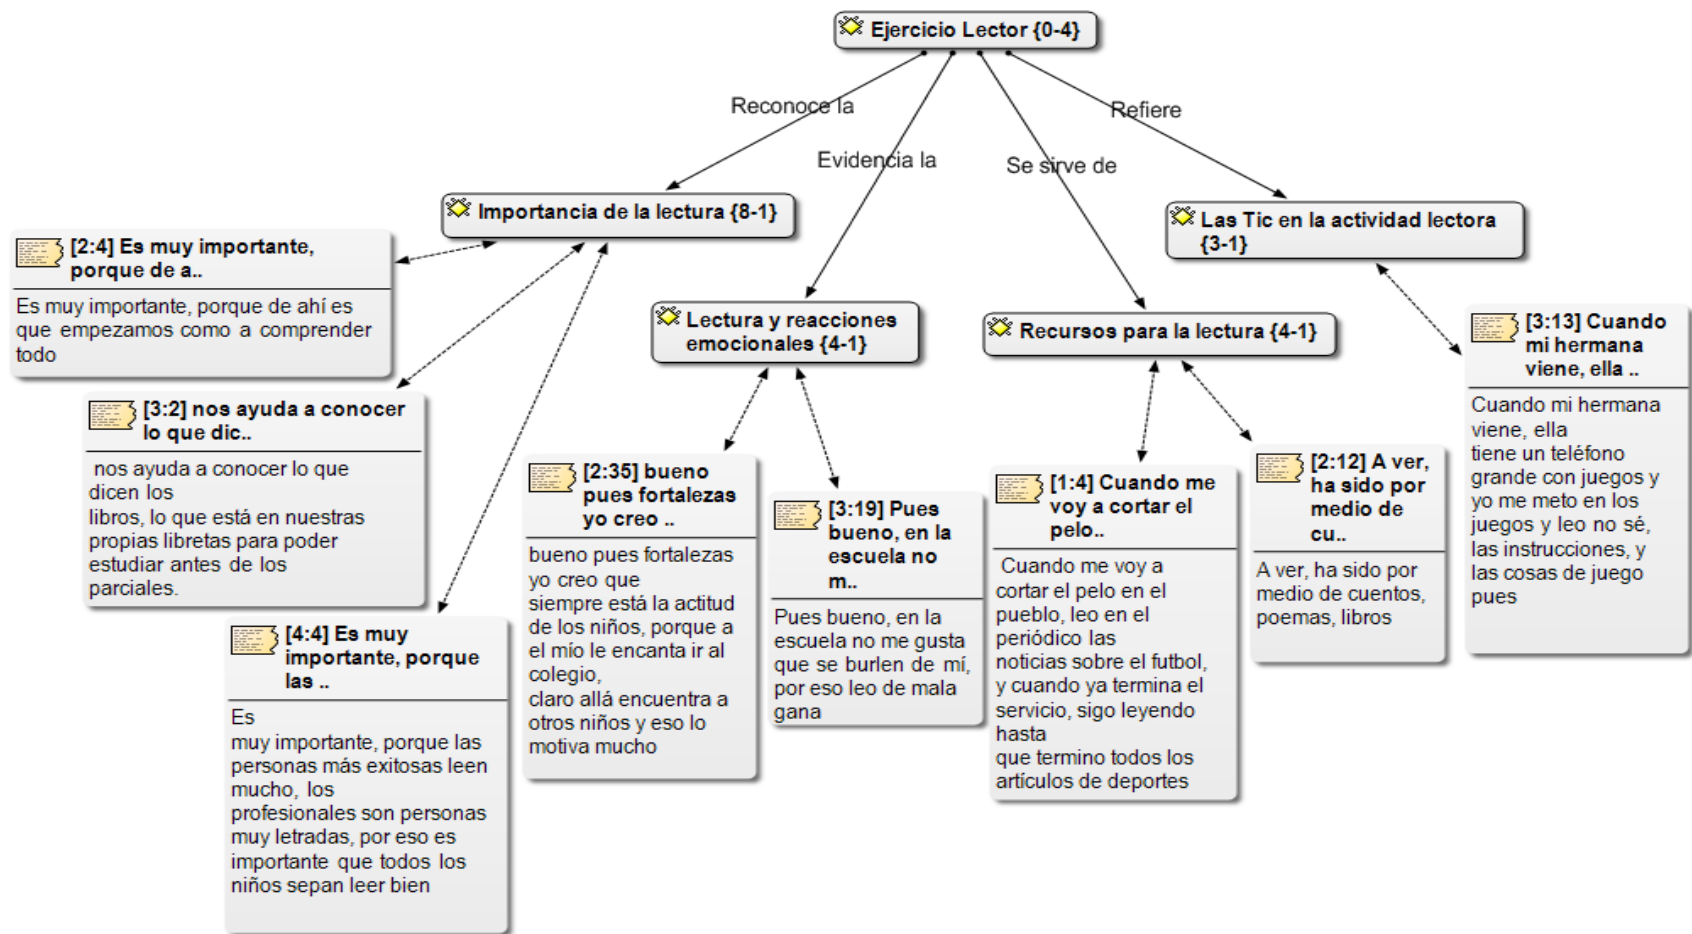 Ejercicio Lector {0-4}
Reconoce la
Refiere
Evidencia la
Se sirve de
Importancia de la lectura {8-1}
Las Tic en la actividad lectora
{3-1}
[2:4] Es muy importante,
porque de a..
Es muy importante, porque de ahí es
que empezamos como a comprender
todo
Lectura y reacciones
emocionales {4-1}
Recursos para la lectura {4-1}
[3:13] Cuando
mi hermana
viene, ella ..
Cuando mi hermana
viene, ella
tiene un teléfono
grande con juegos y
yo me meto en los
juegos y leo no sé,
las instrucciones, y
las cosas de juego
pues
[3:2] nos ayuda a conocer
lo que dic..
nos ayuda a conocer lo que
dicen los
libros, lo que está en nuestras
propias libretas para poder
estudiar antes de los
parciales.
[2:35] bueno
pues fortalezas
yo creo ..
bueno pues fortalezas
yo creo que
siempre está la actitud
de los niños, porque a
el mío le encanta ir al
colegio,
claro allá encuentra a
otros niños y eso lo
motiva mucho
[3:19] Pues
bueno, en la
escuela no
m..
Pues bueno, en la
escuela no me gusta
que se burlen de mí,
por eso leo de mala
gana
[1:4] Cuando me
voy a cortar el
pelo..
Cuando me voy a
cortar el pelo en el
pueblo, leo en el
periódico las
noticias sobre el futbol,
y cuando ya termina el
servicio, sigo leyendo
hasta
que termino todos los
artículos de deportes
[2:12] A ver,
ha sido por
medio de
cu..
A ver, ha sido por
medio de cuentos,
poemas, libros
[4:4] Es muy
importante, porque
las ..
Es
muy importante, porque las
personas más exitosas leen
mucho, los
profesionales son personas
muy letradas, por eso es
importante que todos los
niños sepan leer bien